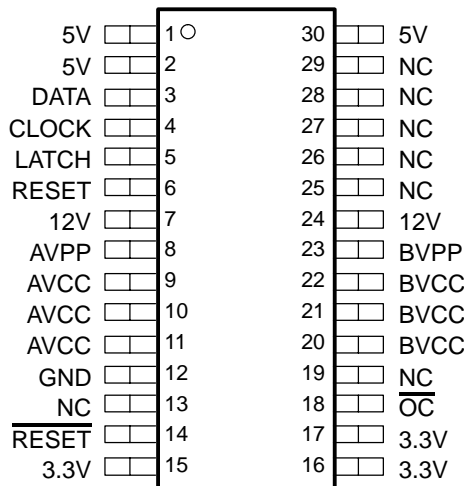 5V 1 30 5V
5V 2 29 NC
DATA 3 28 NC
CLOCK 4 27 NC
LATCH 5 26 NC
RESET 6 25 NC
12V 7 24 12V
AVPP 8 23 BVPP
AVCC 9 22 BVCC
AVCC 10 21 BVCC
AVCC 11 20 BVCC
GND 12 19 NC
NC 13 18 O̅C̅
R̅E̅S̅E̅T̅ 14 17 3.3V
3.3V 15 16 3.3V